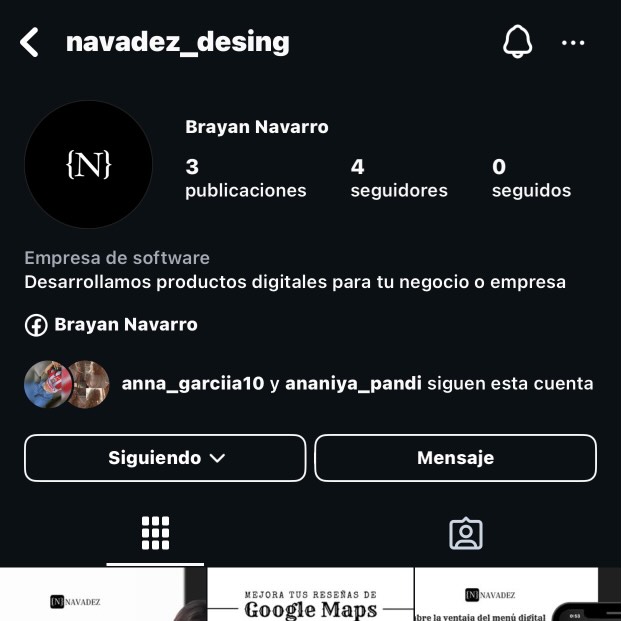 navadez_desing
{N}
Brayan Navarro
3 4 0
publicaciones seguidores seguidos
Empresa de software
Desarrollamos productos digitales para tu negocio o empresa
Brayan Navarro
anna_garciia10 y ananiya_pandi siguen esta cuenta
Siguiendo Mensaje
[N] NAVADEZ
MEJORA TUS RESEÑAS DE
Google Maps
[N] NAVADEZ
bre la ventaja del menú digital